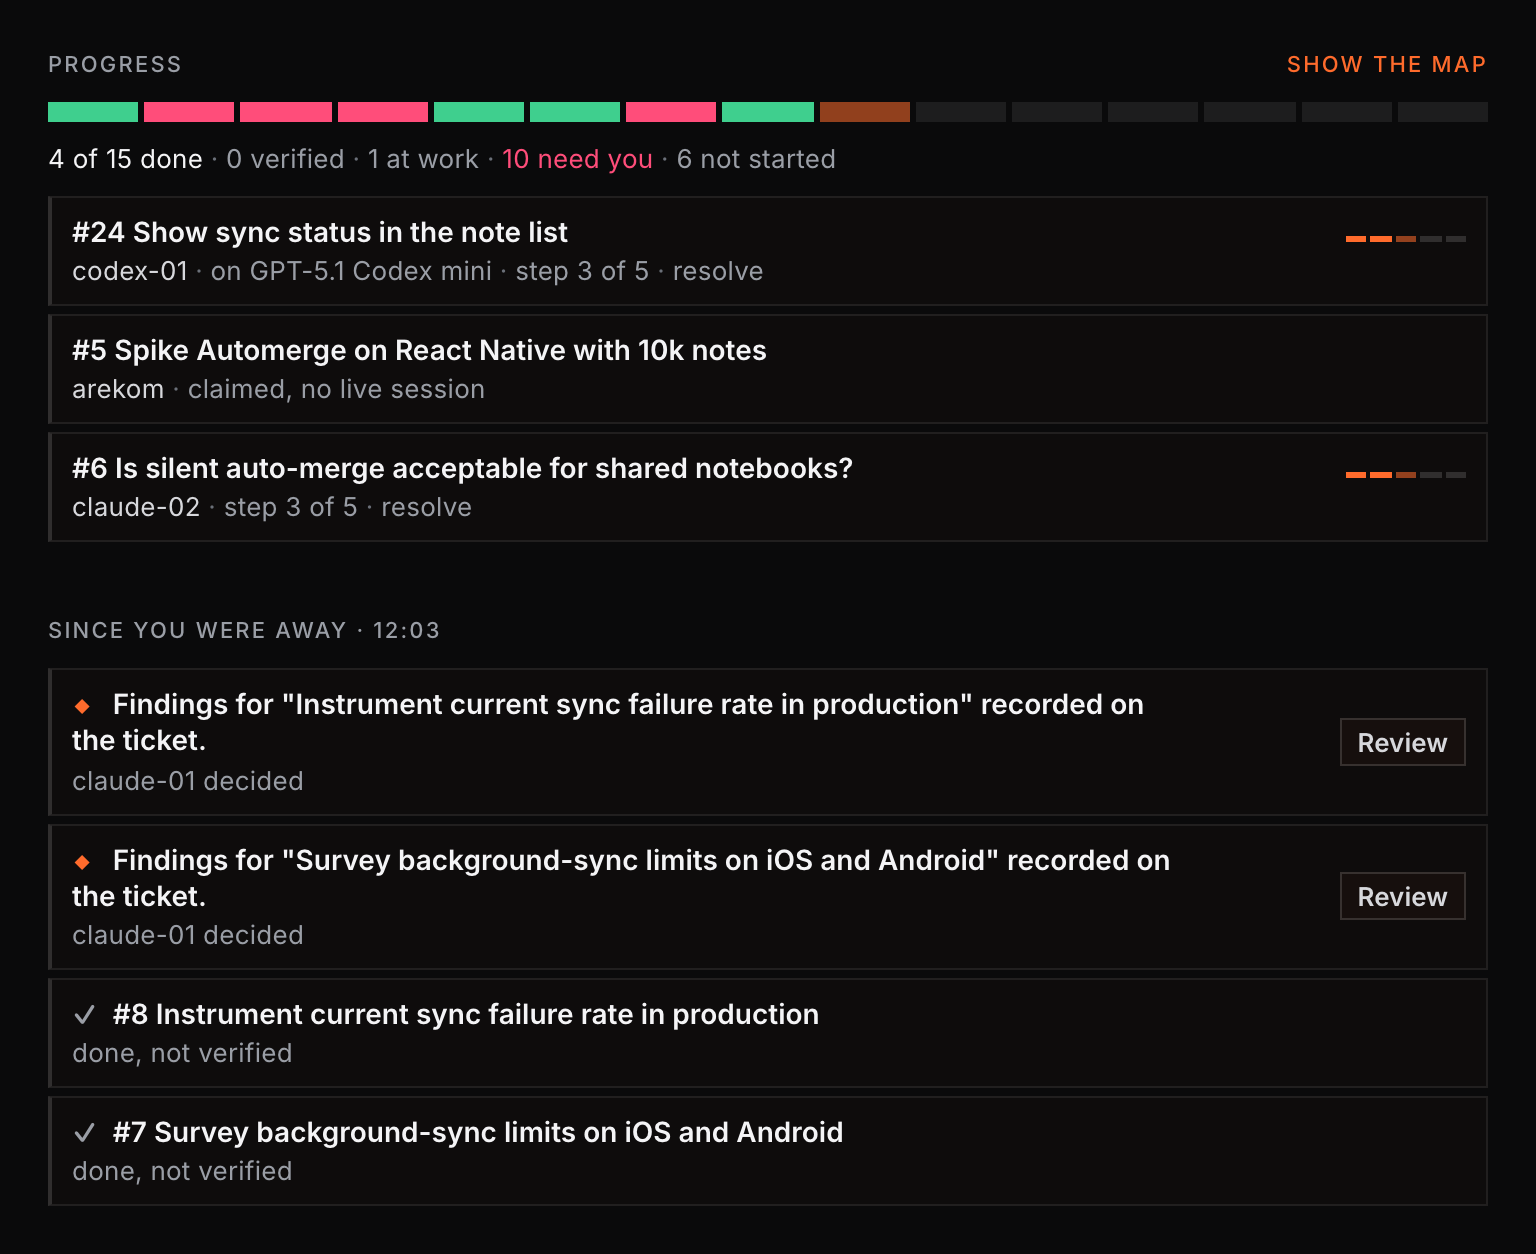 PROGRESS
SHOW THE MAP
4 of 15 done · 0 verified · 1 at work · 10 need you · 6 not started
#24 Show sync status in the note list
codex-01 · on GPT-5.1 Codex mini · step 3 of 5 · resolve
#5 Spike Automerge on React Native with 10k notes
arekom · claimed, no live session
#6 Is silent auto-merge acceptable for shared notebooks?
claude-02 · step 3 of 5 · resolve
SINCE YOU WERE AWAY · 12:03
Findings for "Instrument current sync failure rate in production" recorded on
the ticket.
claude-01 decided
Review
Findings for "Survey background-sync limits on iOS and Android" recorded on
the ticket.
claude-01 decided
Review
✓ #8 Instrument current sync failure rate in production
done, not verified
✓ #7 Survey background-sync limits on iOS and Android
done, not verified